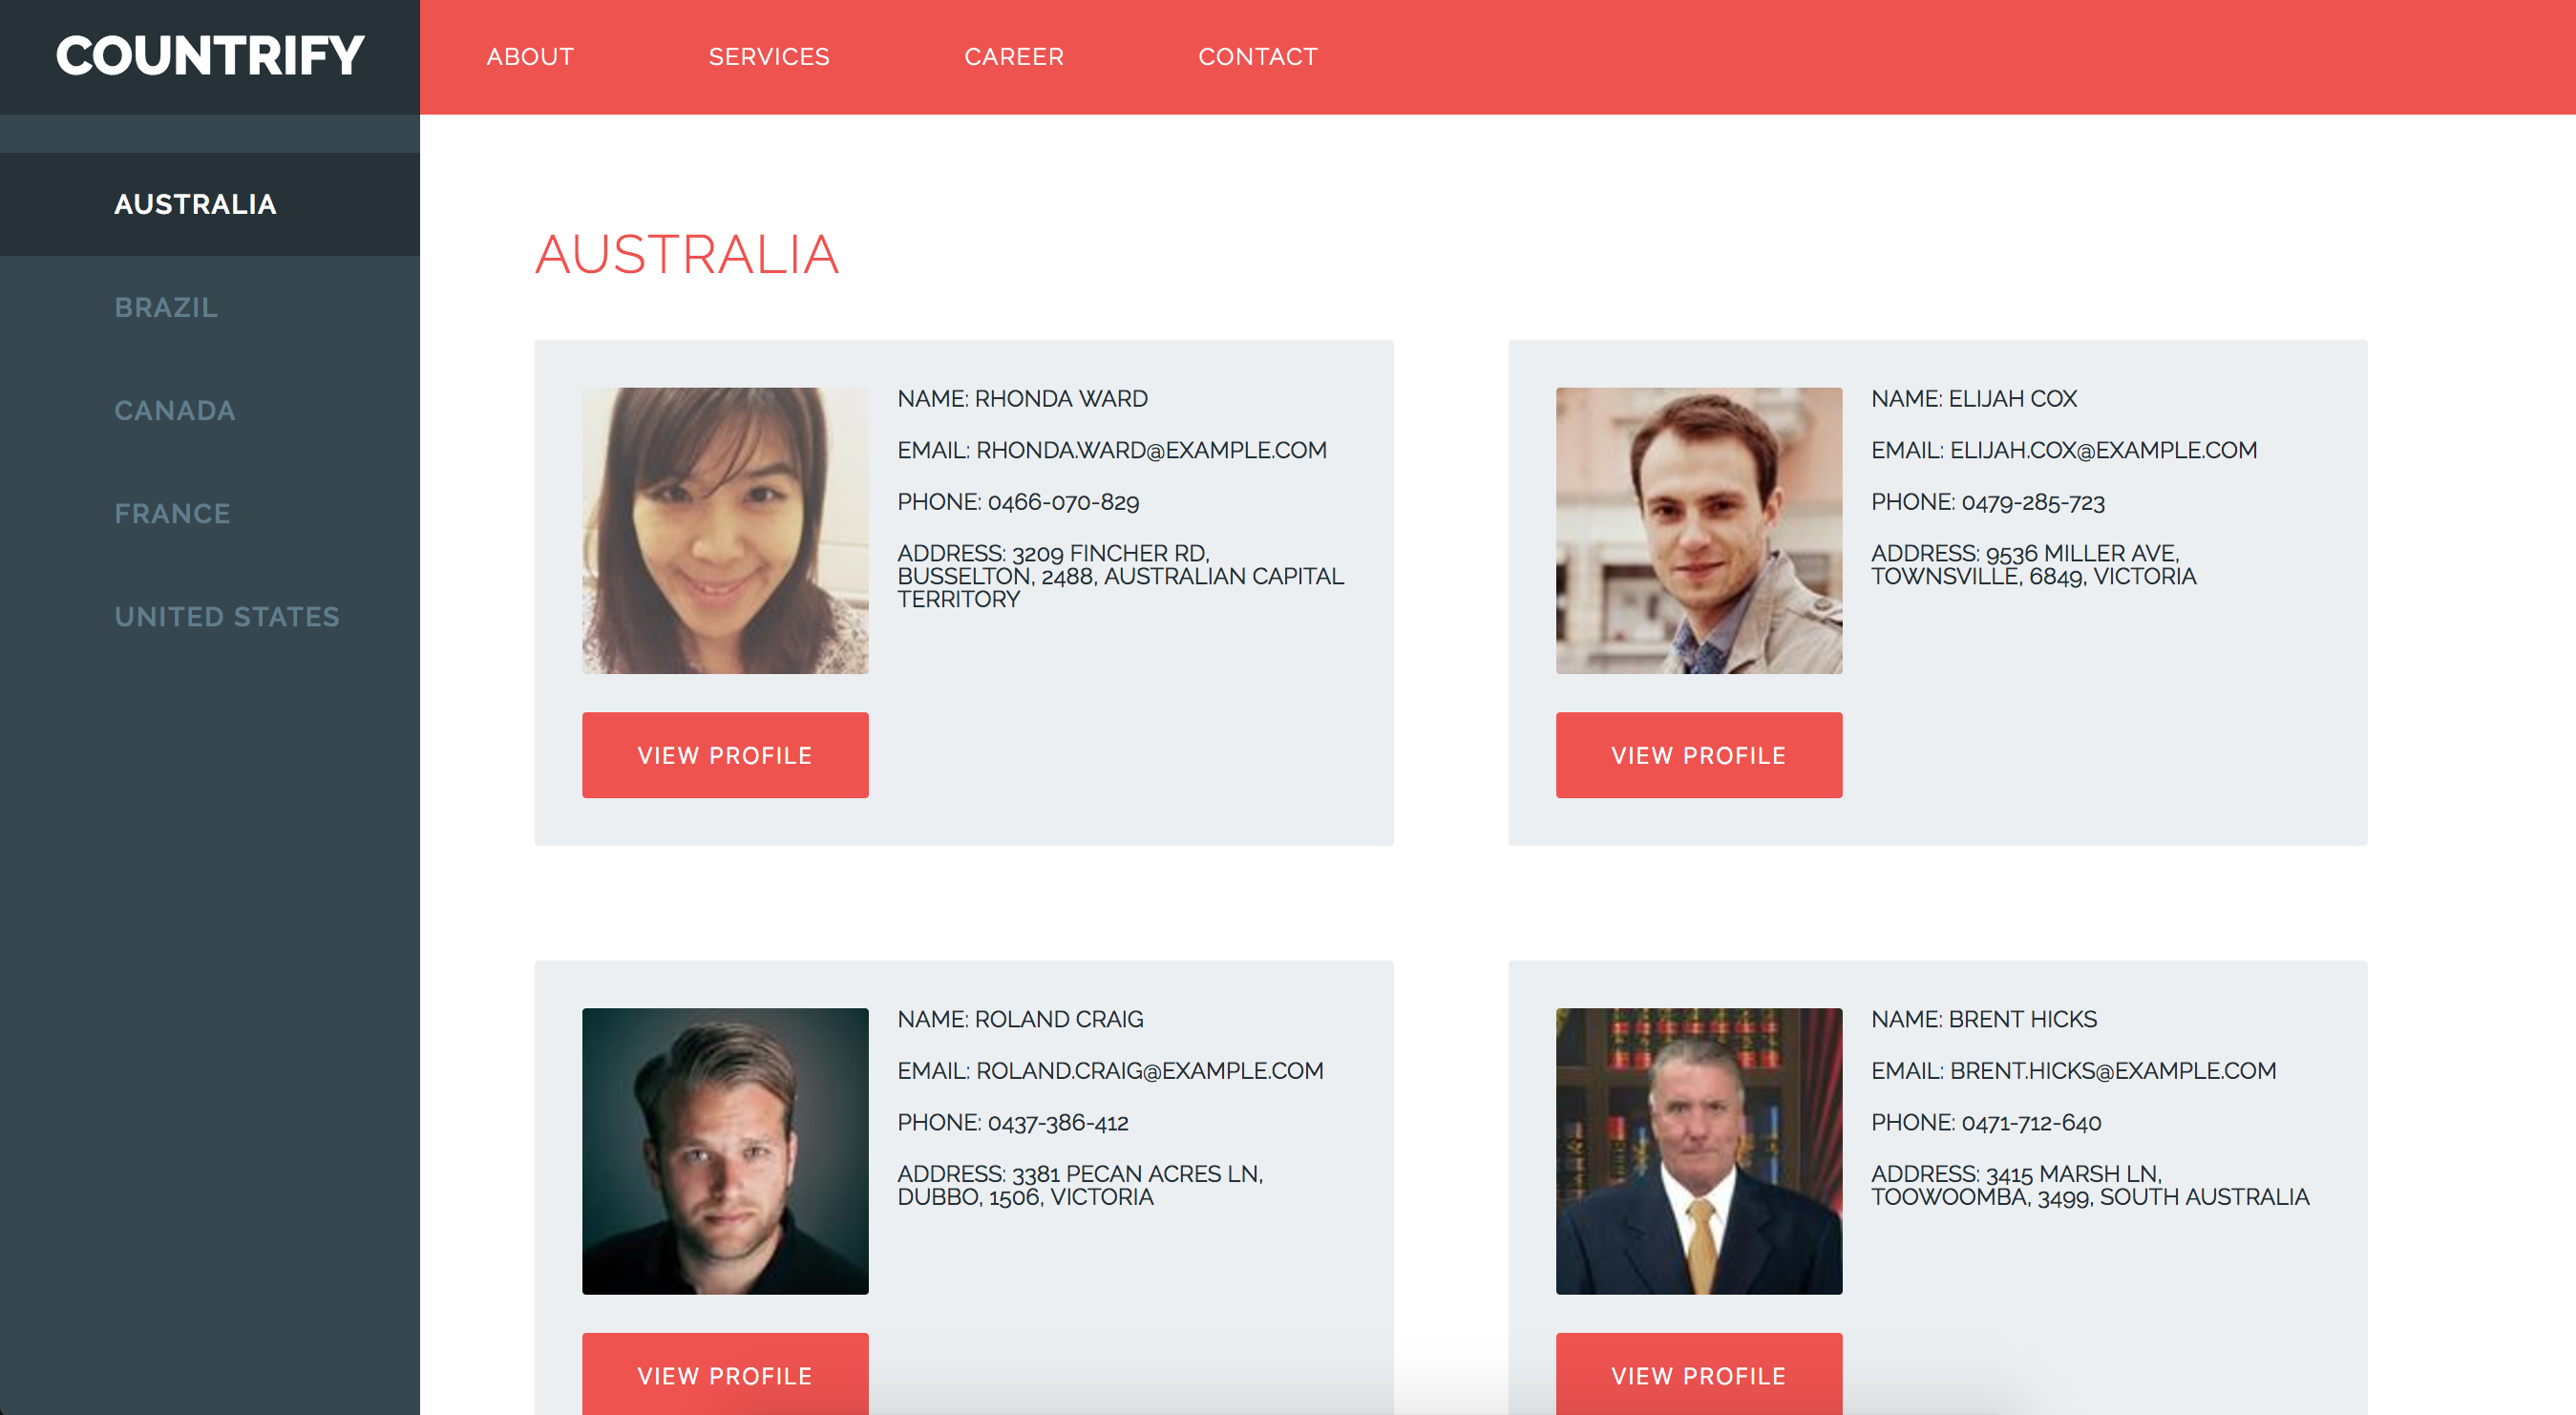 COUNTRIFY
ABOUT
SERVICES
CAREER
CONTACT
AUSTRALIA
BRAZIL
CANADA
FRANCE
UNITED STATES
AUSTRALIA
NAME: RHONDA WARD
EMAIL: RHONDA.WARD@EXAMPLE.COM
PHONE: 0466-070-829
ADDRESS: 3209 FINCHER RD,
BUSSELTON, 2488, AUSTRALIAN CAPITAL
TERRITORY
VIEW PROFILE
NAME: ELIJAH COX
EMAIL: ELIJAH.COX@EXAMPLE.COM
PHONE: 0479-285-723
ADDRESS: 9536 MILLER AVE,
TOWNSVILLE, 6849, VICTORIA
VIEW PROFILE
NAME: ROLAND CRAIG
EMAIL: ROLAND.CRAIG@EXAMPLE.COM
PHONE: 0437-386-412
ADDRESS: 3381 PECAN ACRES LN,
DUBBO, 1506, VICTORIA
VIEW PROFILE
NAME: BRENT HICKS
EMAIL: BRENT.HICKS@EXAMPLE.COM
PHONE: 0471-712-640
ADDRESS: 3415 MARSH LN,
TOOWOOMBA, 3499, SOUTH AUSTRALIA
VIEW PROFILE